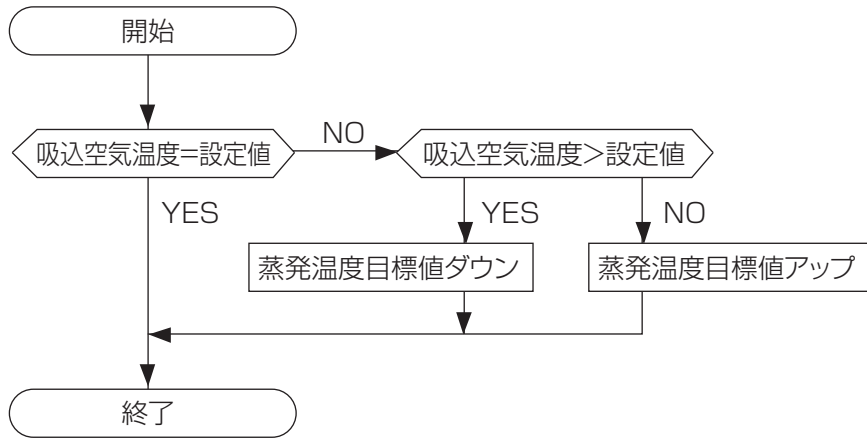 開始
吸込空気温度=設定値
NO
吸込空気温度>設定値
YES
YES
NO
蒸発温度目標値ダウン
蒸発温度目標値アップ
終了